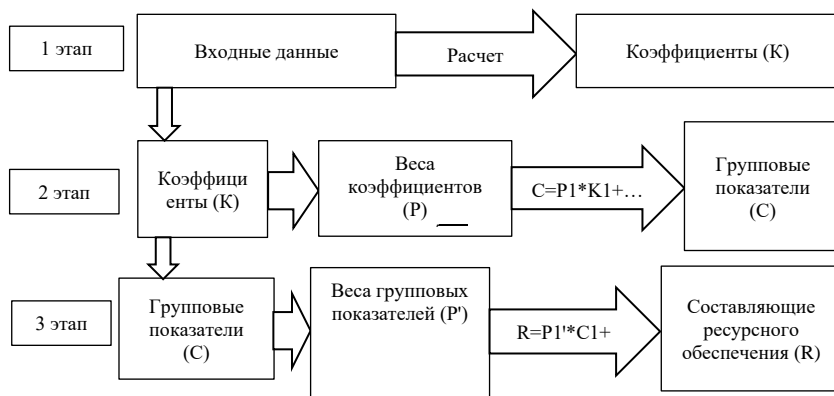 1 этап
Входные данные
Расчет
Коэффициенты (К)
2 этап
Коэффици
енты (К)
Веса
коэффициентов
(P)
C=P1*K1+…
Групповые
показатели
(С)
3 этап
Групповые
показатели
(С)
Веса групповых
показателей (P')
R=P1'*C1+
Составляющие
ресурсного
обеспечения (R)